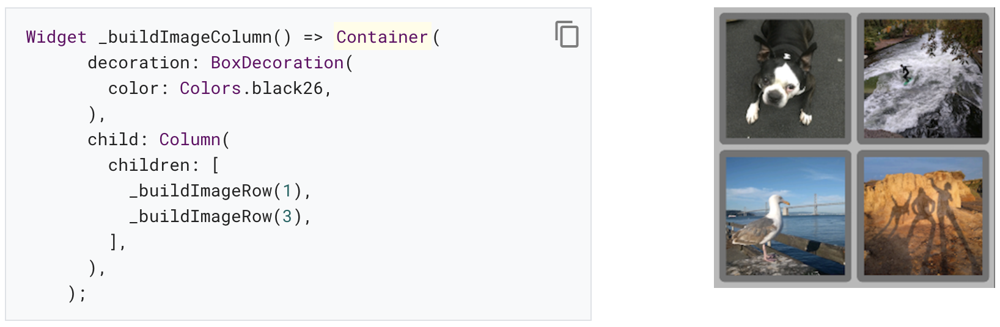 Widget _buildImageColumn() => Container(
      decoration: BoxDecoration(
        color: Colors.black26,
      ),
      child: Column(
        children: [
          _buildImageRow(1),
          _buildImageRow(3),
        ],
      ),
    );